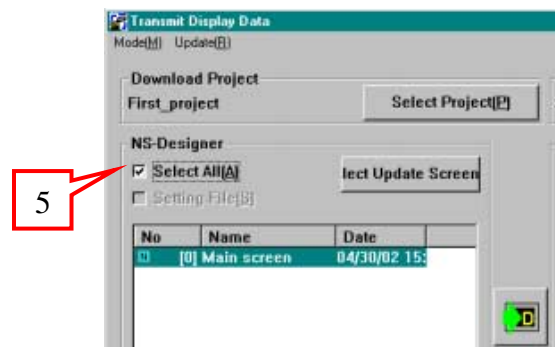 Transmit Display Data
Mode(M) Update(R)
Download Project
First_project
Select Project[P]
NS-Designer
Select All[A]
lect Update Screen
Setting File[S]
5
No Name Date
[0] Main screen 04/30/02 15:
D